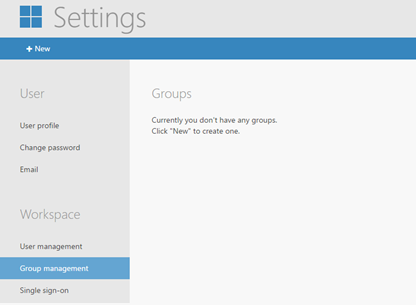 Settings
+ New
User
User profile
Change password
Email
Workspace
User management
Group management
Single sign-on
Groups
Currently you don't have any groups.
Click "New" to create one.